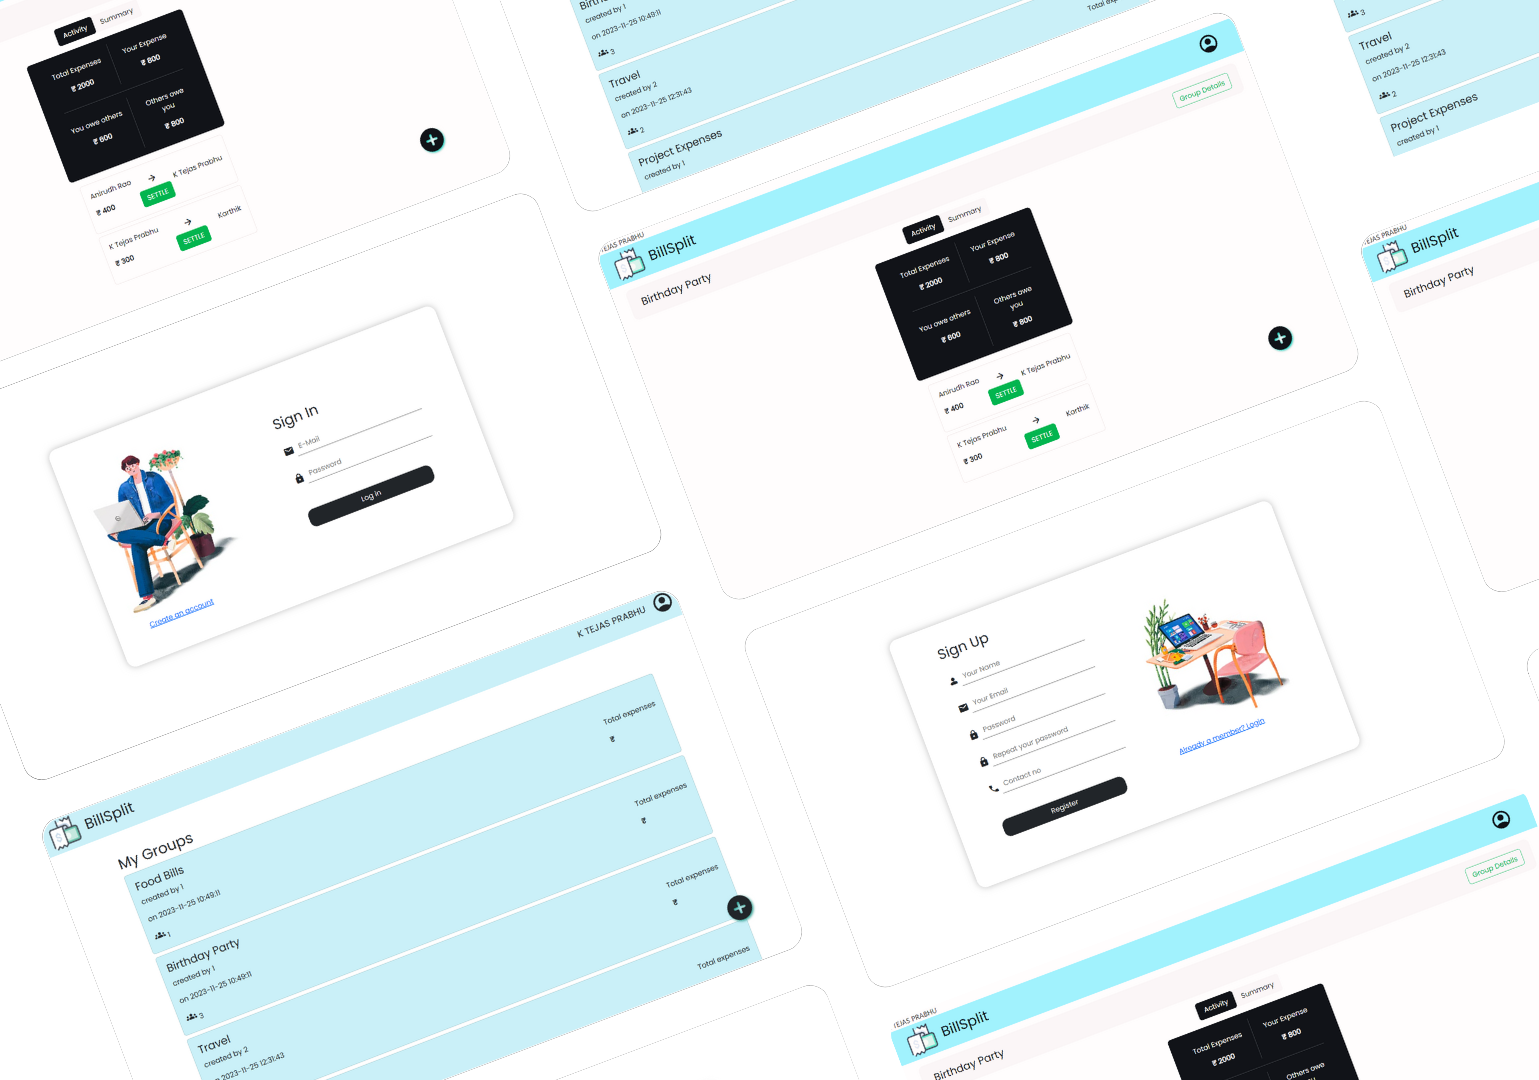 Activity Summary
Total Expenses
₹ 2000
Your Expense
₹ 800
You owe others
₹ 600
Others owe
you
₹ 800
Anirudh Rao → K Tejas Prabhu
₹ 400
SETTLE
K Tejas Prabhu → Karthik
₹ 300
SETTLE
created by 1
on 2023-11-25 10:49:11
3
Travel
created by 2
on 2023-11-25 12:31:43
2
Project Expenses
created by 1
3
Travel
created by 2
on 2023-11-25 12:31:43
2
Project Expenses
created by 1
TEJAS PRABHU
BillSplit
Group Details
Birthday Party
Activity Summary
Total Expenses
₹ 2000
Your Expense
₹ 800
You owe others
₹ 600
Others owe
you
₹ 800
Anirudh Rao → K Tejas Prabhu
₹ 400
SETTLE
K Tejas Prabhu → Karthik
₹ 300
SETTLE
TEJAS PRABHU
BillSplit
Birthday Party
Sign In
E-Mail
Password
Log in
Create an account
Sign Up
Your Name
Your Email
Password
Repeat your password
Contact no
Register
Already a member? Login
BillSplit
K TEJAS PRABHU
My Groups
Food Bills
created by 1
on 2023-11-25 10:49:11
1
Total expenses
₹
Birthday Party
created by 1
on 2023-11-25 10:49:11
3
Total expenses
₹
Travel
created by 2
on 2023-11-25 12:31:43
Total expenses
₹
Total expenses
TEJAS PRABHU
BillSplit
Group Details
Birthday Party
Activity Summary
Total Expenses
₹ 2000
Your Expense
₹ 800
Others owe